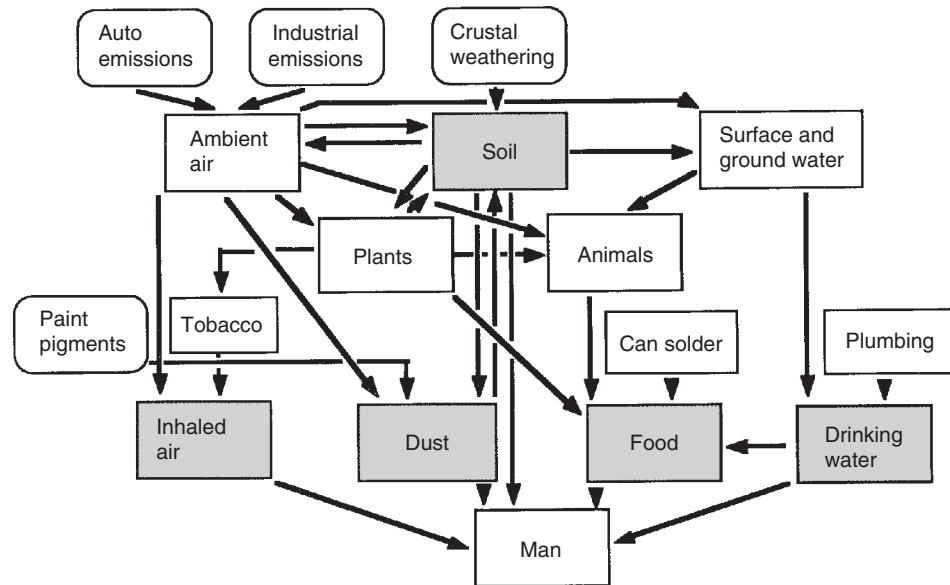 Auto
emissions
Industrial
emissions
Crustal
weathering
Ambient
air
Soil
Surface and
ground water
Plants
Animals
Paint
pigments
Tobacco
Can solder
Plumbing
Inhaled
air
Dust
Food
Drinking
water
Man